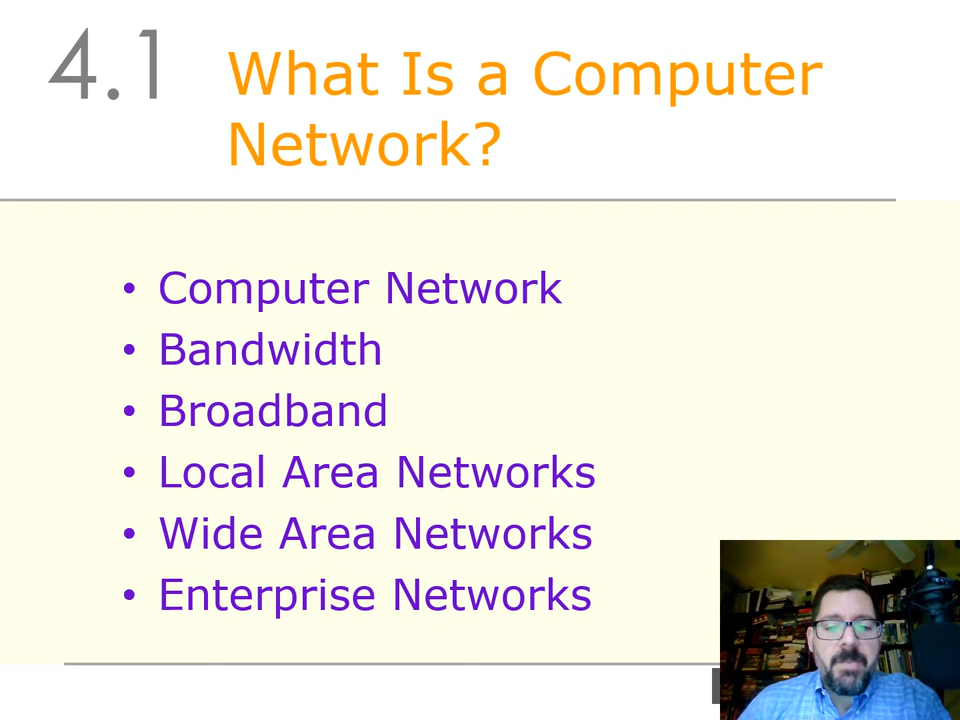 4.1
What Is a Computer
Network?
• Computer Network
• Bandwidth
• Broadband
• Local Area Networks
• Wide Area Networks
• Enterprise Networks